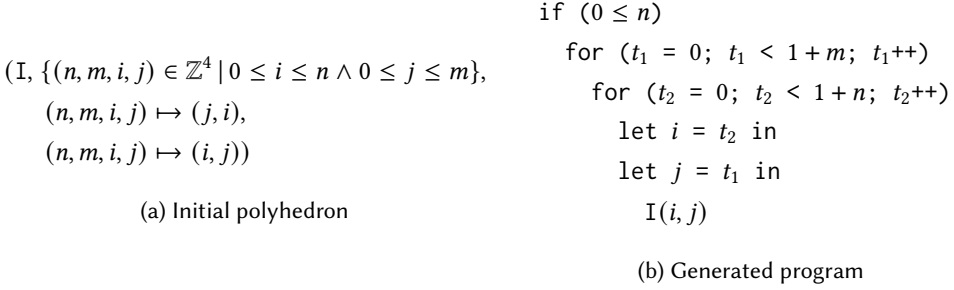 (I, {(n, m, i, j) ∈ ℤ⁴ | 0 ≤ i ≤ n ∧ 0 ≤ j ≤ m},
(n, m, i, j) ↦ (j, i),
(n, m, i, j) ↦ (i, j))
(a) Initial polyhedron
if (0 ≤ n)
for (t₁ = 0; t₁ < 1 + m; t₁++)
for (t₂ = 0; t₂ < 1 + n; t₂++)
let i = t₂ in
let j = t₁ in
I(i, j)
(b) Generated program